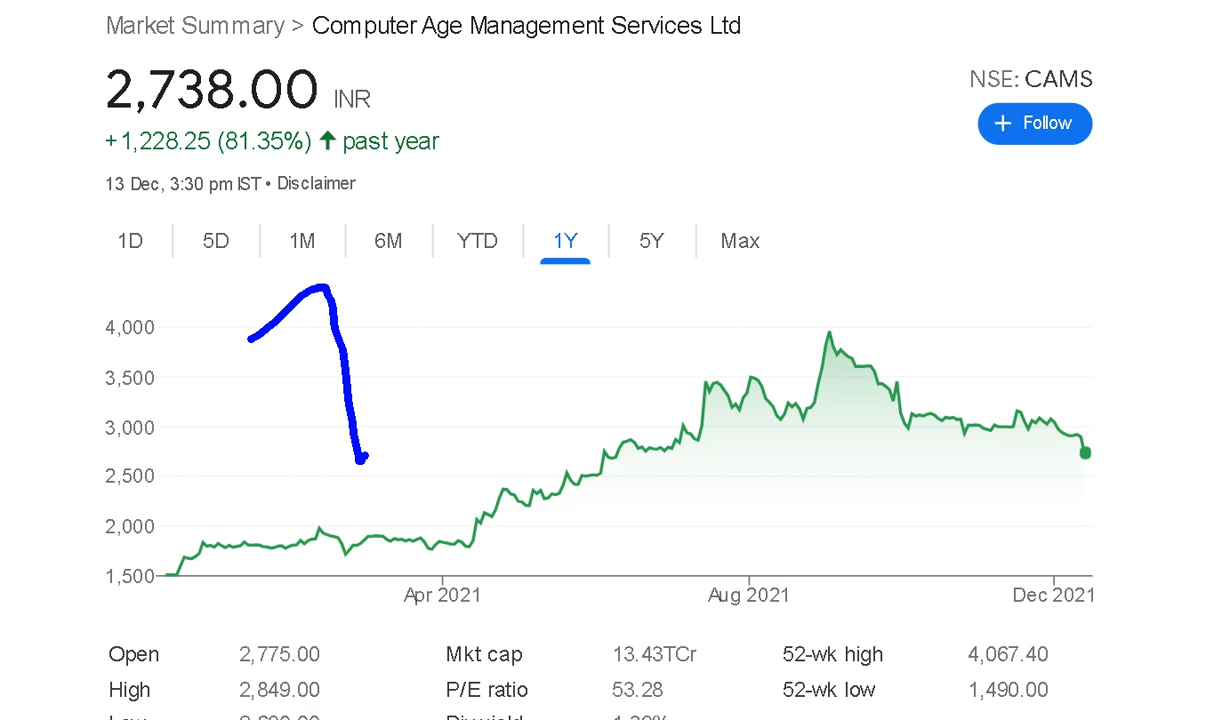 Market Summary > Computer Age Management Services Ltd
2,738.00 INR
NSE: CAMS
+ Follow
+1,228.25 (81.35%) ↑ past year
13 Dec, 3:30 pm IST • Disclaimer
1D 5D 1M 6M YTD 1Y 5Y Max
4,000
3,500
3,000
2,500
2,000
1,500
Apr 2021 Aug 2021 Dec 2021
Open 2,775.00 Mkt cap 13.43TCr 52-wk high 4,067.40
High 2,849.00 P/E ratio 53.28 52-wk low 1,490.00